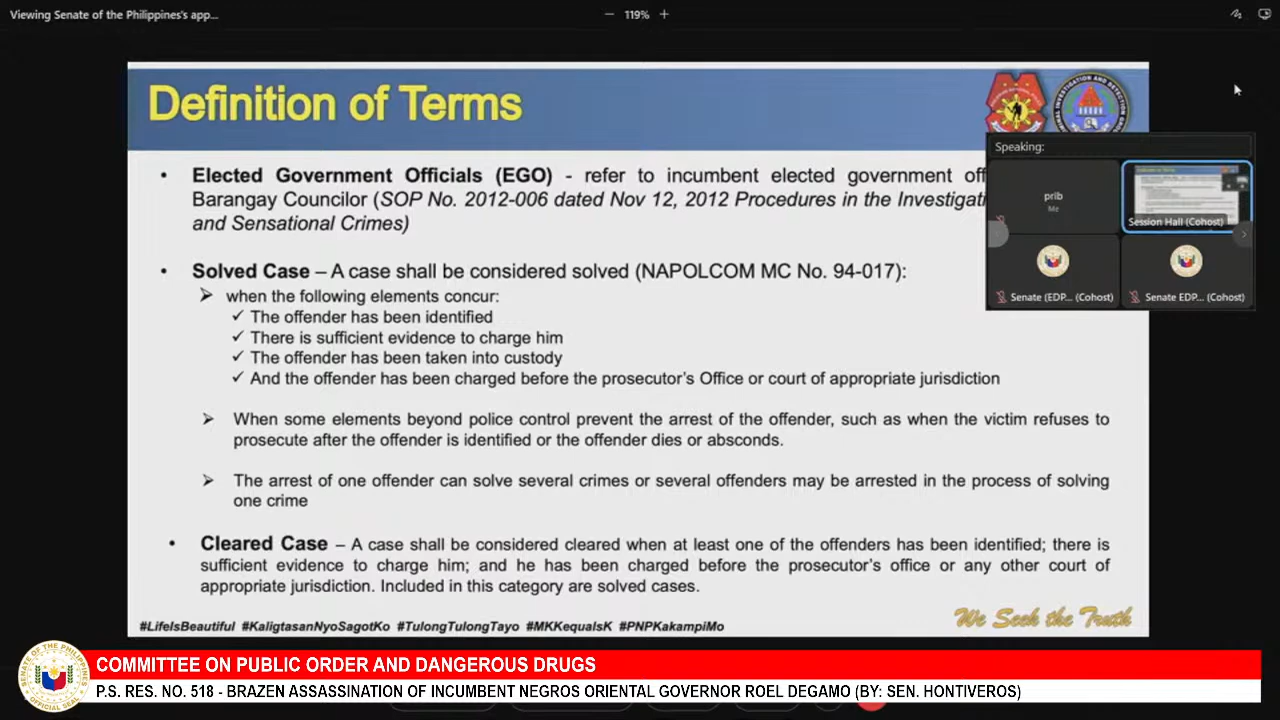 Viewing Senate of the Philippines's app...
119%
Definition of Terms
Speaking:
prib
Me
Session Hall (Cohost)
Senate (EDP... (Cohost)
Senate EDP... (Cohost)
• Elected Government Officials (EGO) - refer to incumbent elected government off
Barangay Councilor (SOP No. 2012-006 dated Nov 12, 2012 Procedures in the Investigati
and Sensational Crimes)
• Solved Case – A case shall be considered solved (NAPOLCOM MC No. 94-017):
➢ when the following elements concur:
✓ The offender has been identified
✓ There is sufficient evidence to charge him
✓ The offender has been taken into custody
✓ And the offender has been charged before the prosecutor's Office or court of appropriate jurisdiction
➢ When some elements beyond police control prevent the arrest of the offender, such as when the victim refuses to
prosecute after the offender is identified or the offender dies or absconds.
➢ The arrest of one offender can solve several crimes or several offenders may be arrested in the process of solving
one crime
• Cleared Case – A case shall be considered cleared when at least one of the offenders has been identified; there is
sufficient evidence to charge him; and he has been charged before the prosecutor's office or any other court of
appropriate jurisdiction. Included in this category are solved cases.
#LifeIsBeautiful #KaligtasanNyoSagotKo #TulongTulongTayo #MKKequalsK #PNPKakampiMo
We Seek the Truth
COMMITTEE ON PUBLIC ORDER AND DANGEROUS DRUGS
P.S. RES. NO. 518 - BRAZEN ASSASSINATION OF INCUMBENT NEGROS ORIENTAL GOVERNOR ROEL DEGAMO (BY: SEN. HONTIVEROS)